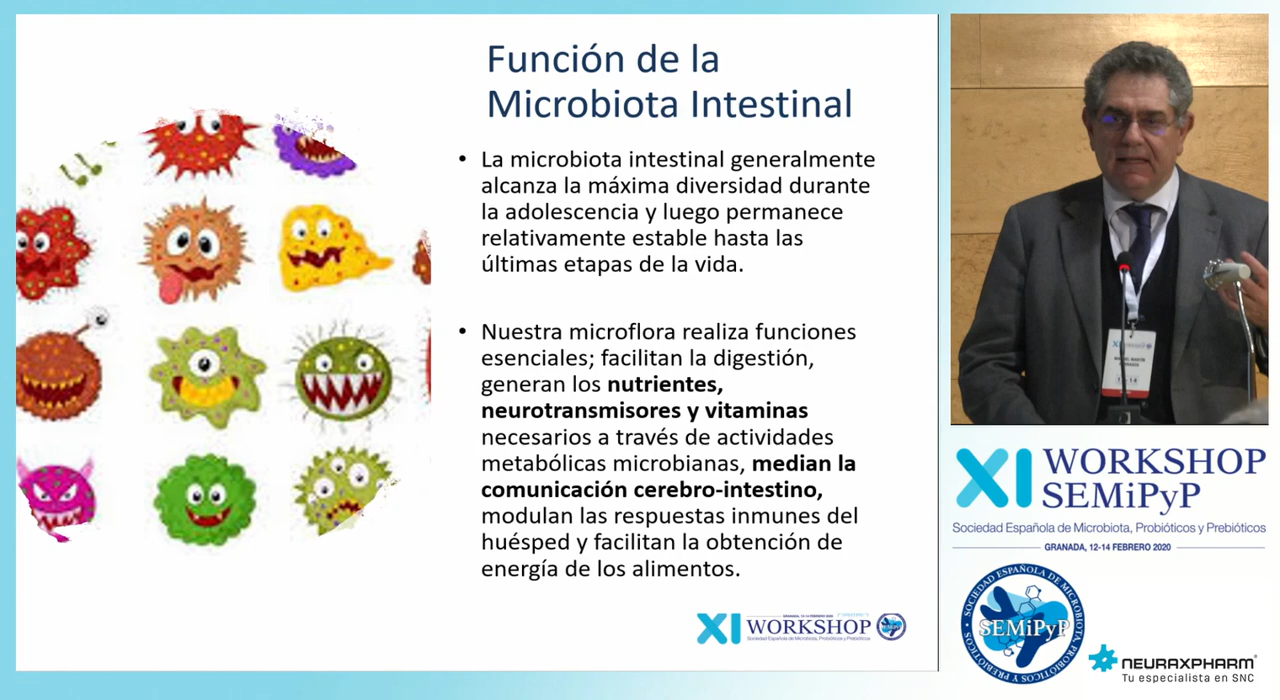 Función de la
Microbiota Intestinal
• La microbiota intestinal generalmente
alcanza la máxima diversidad durante
la adolescencia y luego permanece
relativamente estable hasta las
últimas etapas de la vida.
• Nuestra microflora realiza funciones
esenciales; facilitan la digestión,
generan los nutrientes,
neurotransmisores y vitaminas
necesarios a través de actividades
metabólicas microbianas, median la
comunicación cerebro-intestino,
modulan las respuestas inmunes del
huésped y facilitan la obtención de
energía de los alimentos.
GRANADA, 12-14 FEBRERO 2020
XI WORKSHOP
Sociedad Española de Microbiota, Probióticos y Prebióticos
XI WORKSHOP
SEMiPyP
Sociedad Española de Microbiota, Probióticos y Prebióticos
GRANADA, 12-14 FEBRERO 2020
SOCIEDAD ESPAÑOLA DE MICROBIOTA, PROBIÓTICOS Y PREBIÓTICOS
SEMiPyP
NEURAXPHARM
Tu especialista en SNC